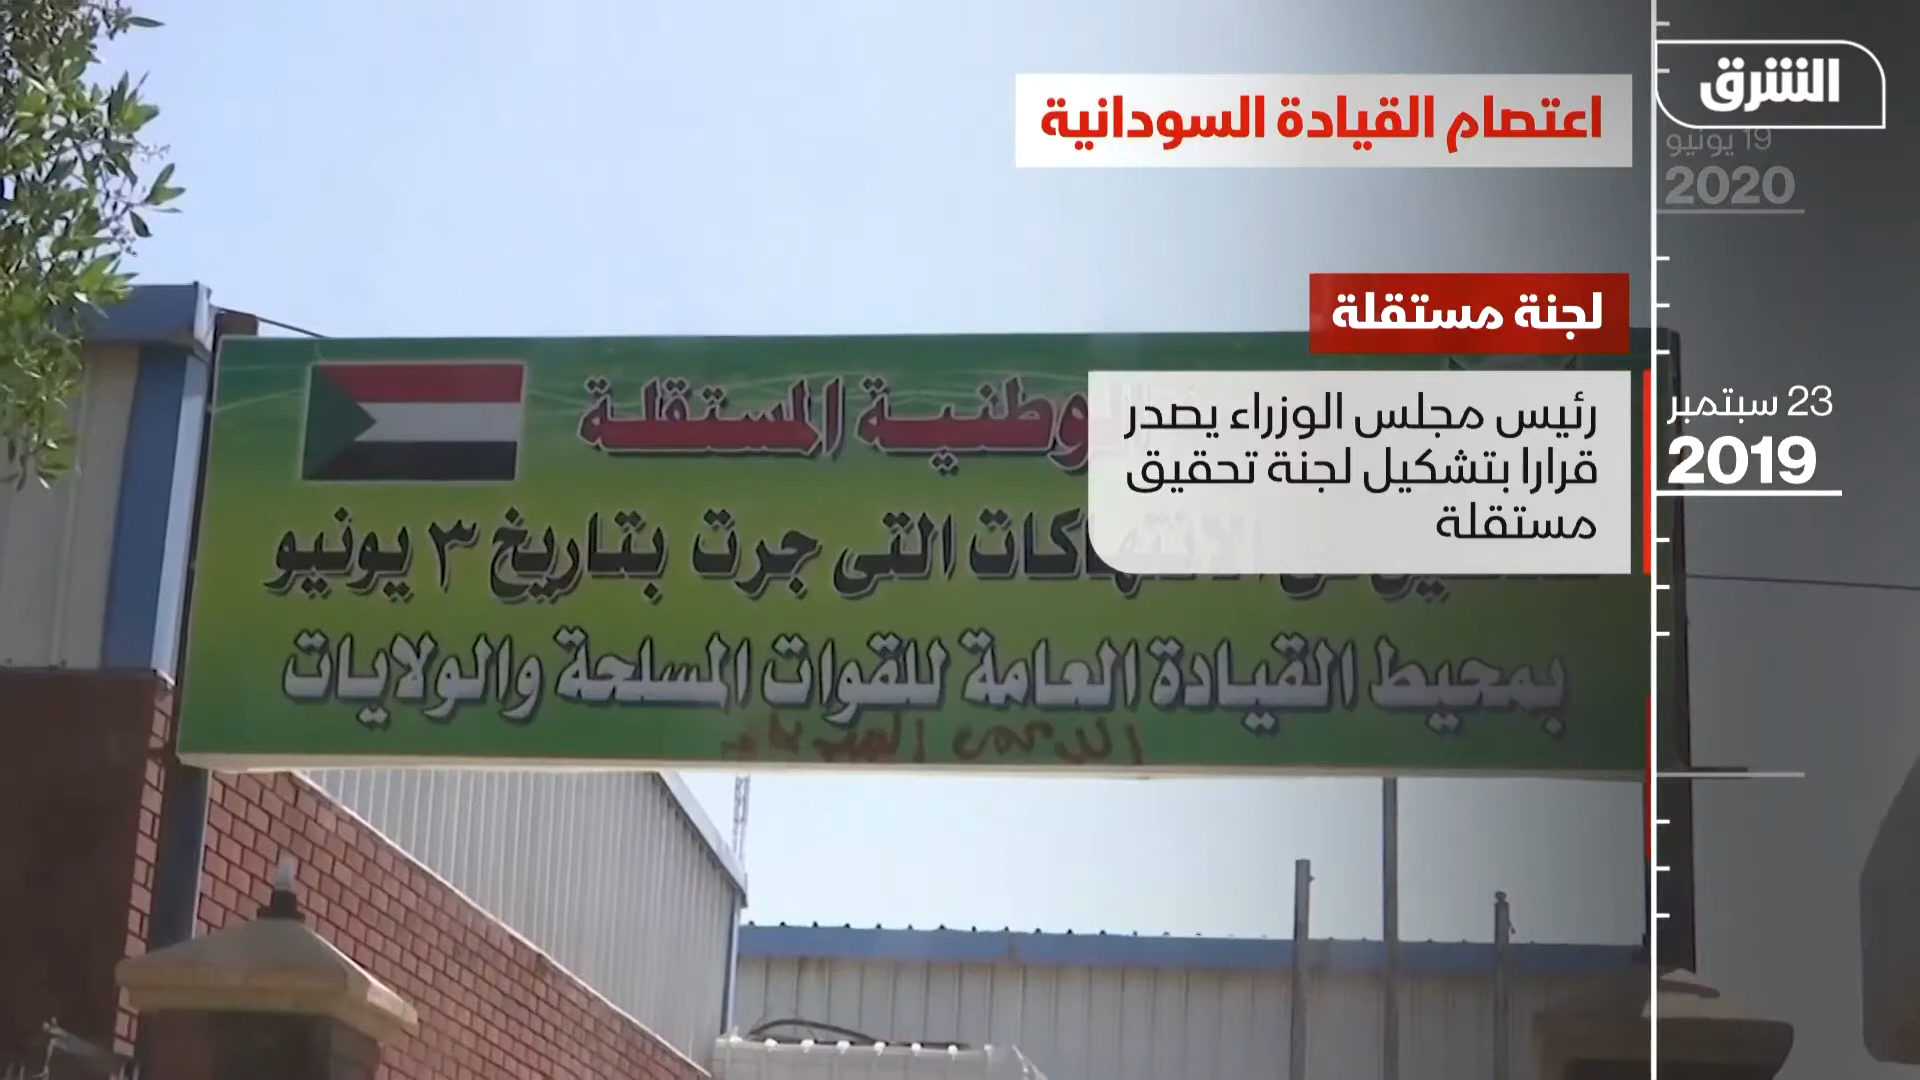 الشرق
اعتصام القيادة السودانية
19 يونيو
2020
لجنة مستقلة
23 سبتمبر
2019
رئيس مجلس الوزراء يصدر
قرارا بتشكيل لجنة تحقيق
مستقلة
الوطنية المستقلة
الانتهاكات التى جرت بتاريخ ٣ يونيو
بمحيط القيادة العامة للقوات المسلحة والولايات